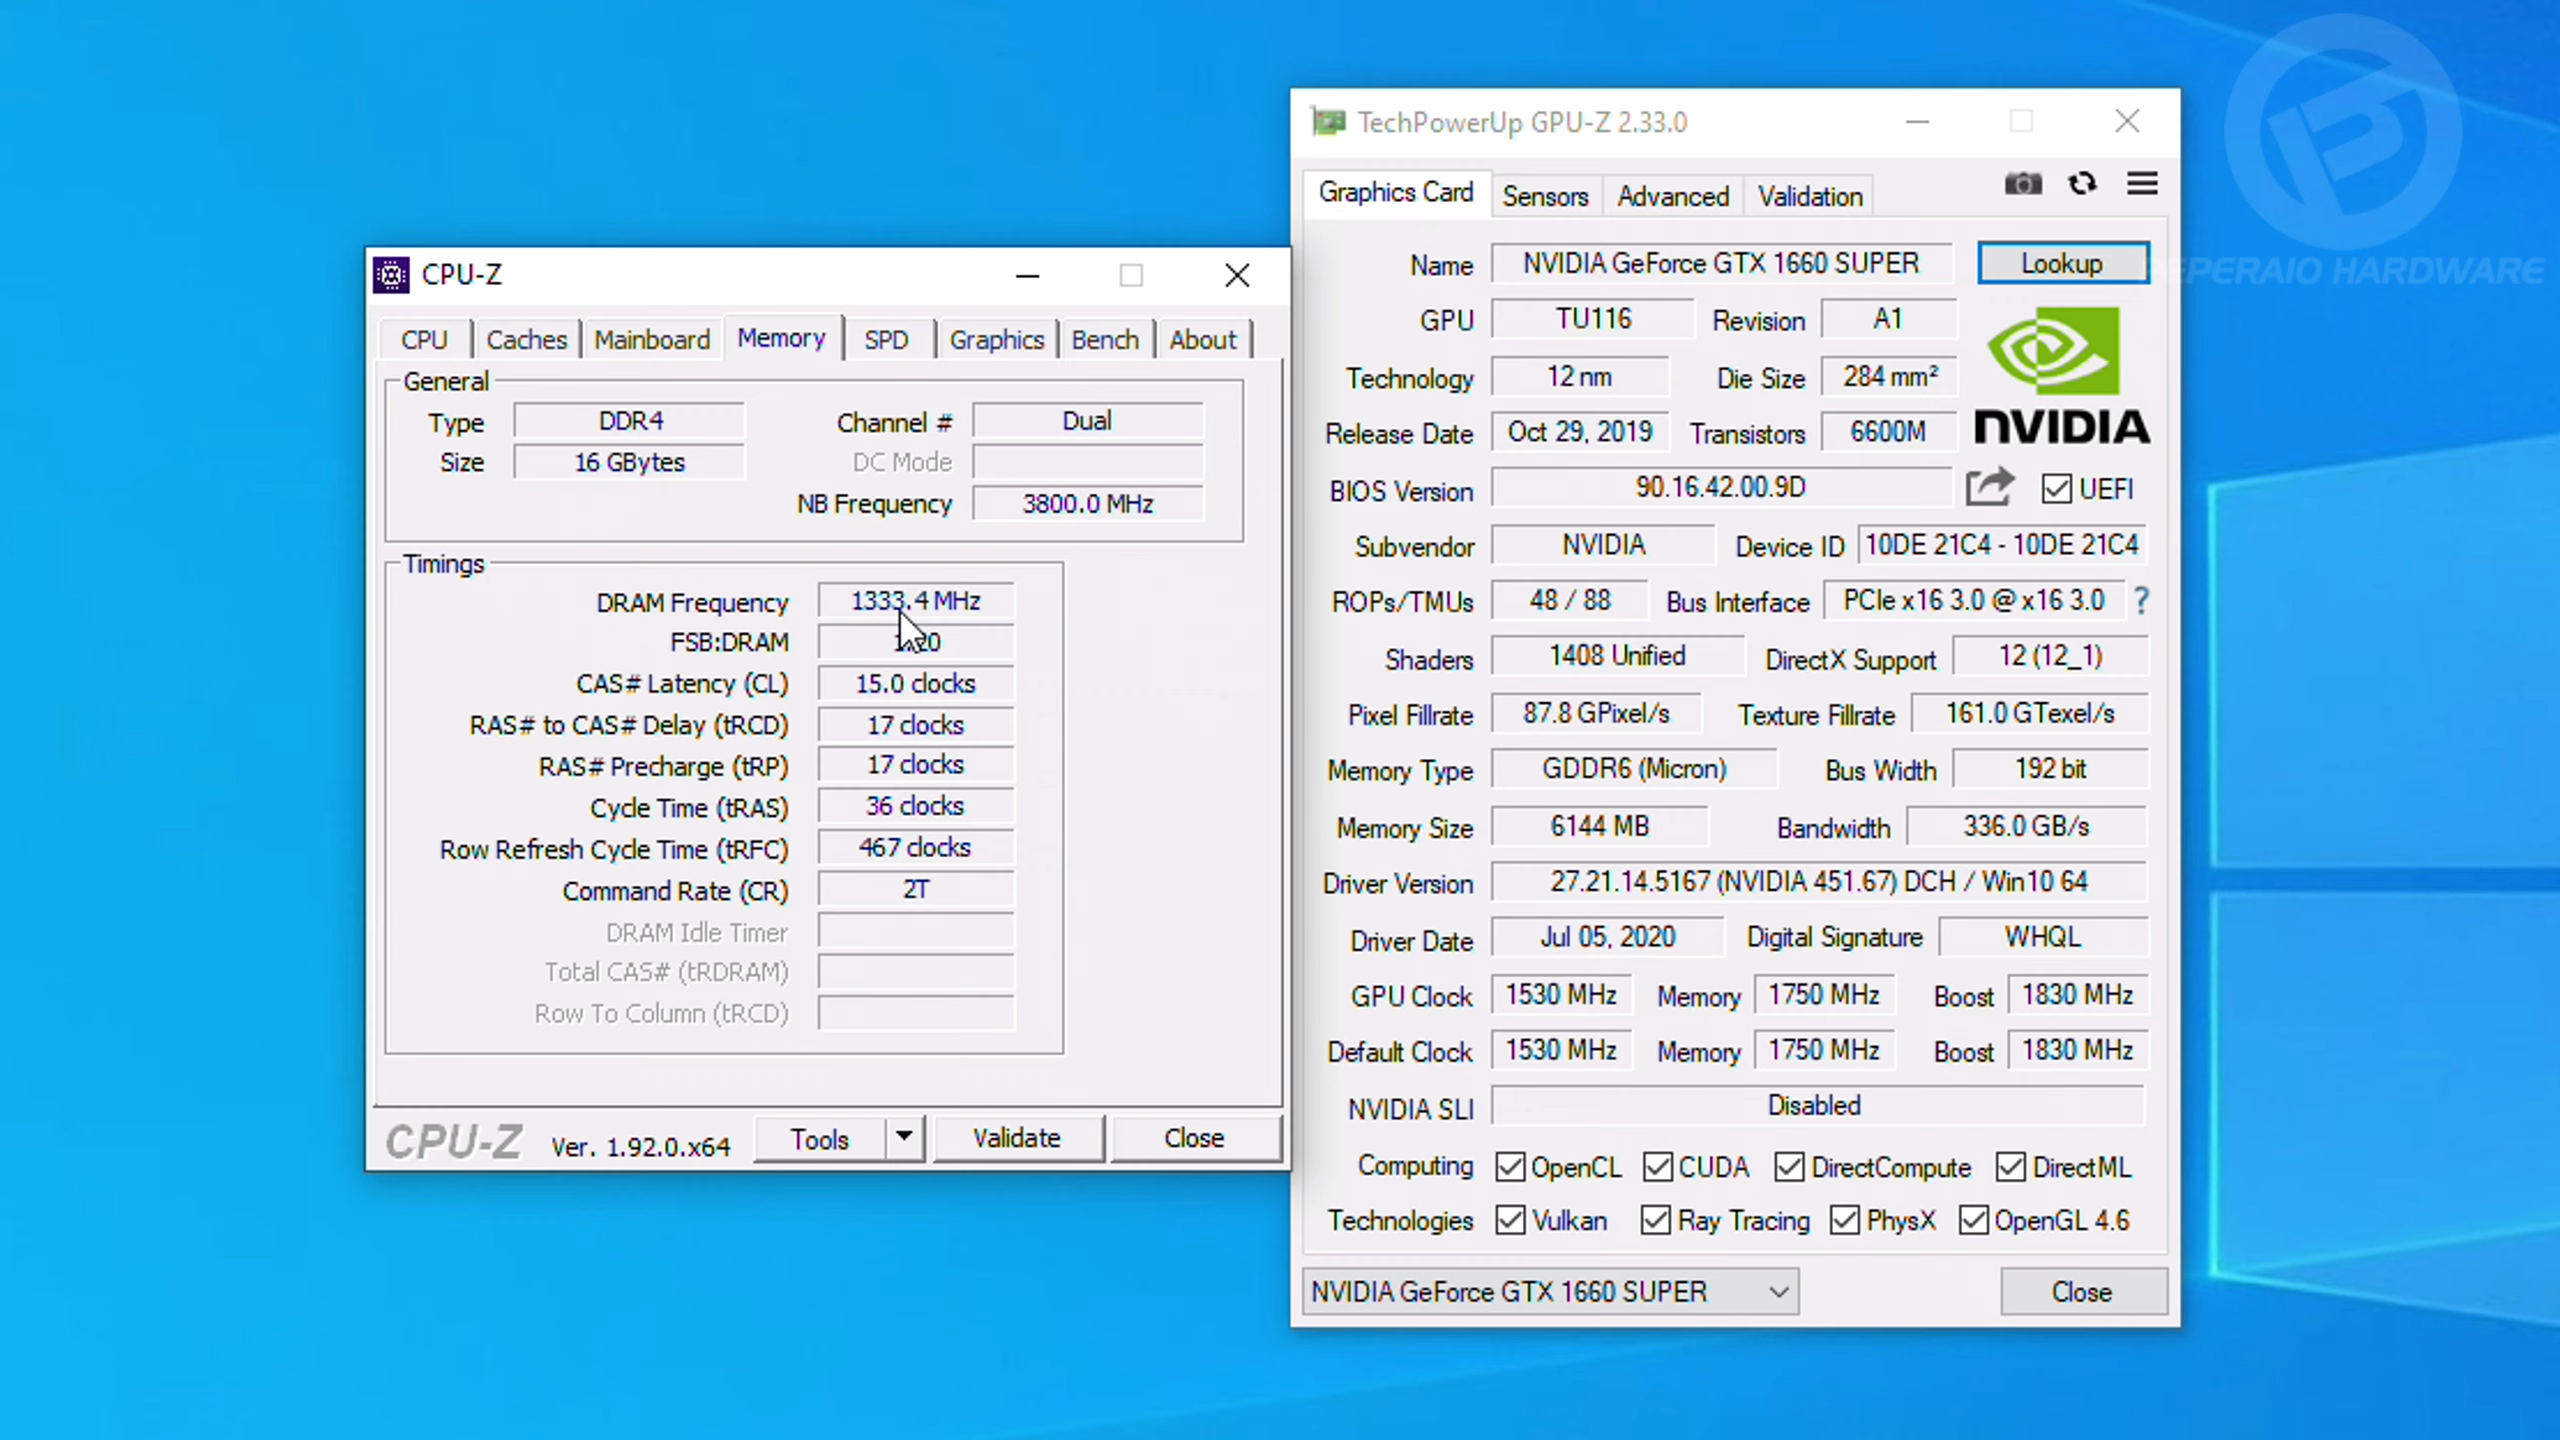 CPU-Z
CPU Caches Mainboard Memory SPD Graphics Bench About
General
Type DDR4 Channel # Dual
Size 16 GBytes DC Mode
NB Frequency 3800.0 MHz
Timings
DRAM Frequency 1333.4 MHz
FSB:DRAM
CAS# Latency (CL) 15.0 clocks
RAS# to CAS# Delay (tRCD) 17 clocks
RAS# Precharge (tRP) 17 clocks
Cycle Time (tRAS) 36 clocks
Row Refresh Cycle Time (tRFC) 467 clocks
Command Rate (CR) 2T
DRAM Idle Timer
Total CAS# (tRDRAM)
Row To Column (tRCD)
CPU-Z Ver. 1.92.0.x64 Tools Validate Close
TechPowerUp GPU-Z 2.33.0
Graphics Card Sensors Advanced Validation
Name NVIDIA GeForce GTX 1660 SUPER Lookup
GPU TU116 Revision A1
Technology 12 nm Die Size 284 mm²
Release Date Oct 29, 2019 Transistors 6600M
NVIDIA
BIOS Version 90.16.42.00.9D UEFI
Subvendor NVIDIA Device ID 10DE 21C4 - 10DE 21C4
ROPs/TMUs 48 / 88 Bus Interface PCIe x16 3.0 @ x16 3.0 ?
Shaders 1408 Unified DirectX Support 12 (12_1)
Pixel Fillrate 87.8 GPixel/s Texture Fillrate 161.0 GTexel/s
Memory Type GDDR6 (Micron) Bus Width 192 bit
Memory Size 6144 MB Bandwidth 336.0 GB/s
Driver Version 27.21.14.5167 (NVIDIA 451.67) DCH / Win10 64
Driver Date Jul 05, 2020 Digital Signature WHQL
GPU Clock 1530 MHz Memory 1750 MHz Boost 1830 MHz
Default Clock 1530 MHz Memory 1750 MHz Boost 1830 MHz
NVIDIA SLI Disabled
Computing OpenCL CUDA DirectCompute DirectML
Technologies Vulkan Ray Tracing PhysX OpenGL 4.6
NVIDIA GeForce GTX 1660 SUPER Close
PEPERAIO HARDWARE